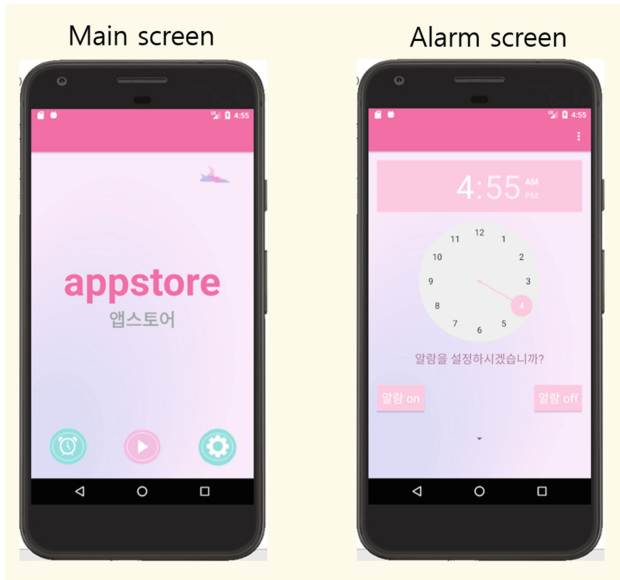 Main screen
Alarm screen
4:55
appstore
앱스토어
4:55
4:55 AM
PM
12
11 1
10 2
9 3
8 4
7 5
6
알람을 설정하시겠습니까?
알람 on 알람 off